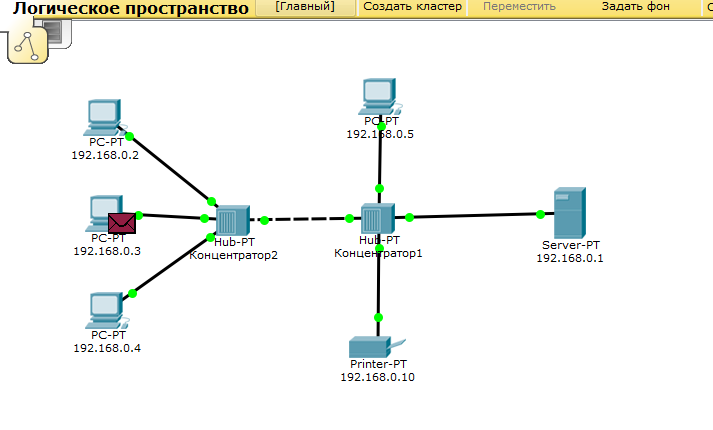 Логическое пространство
[Главный]
Создать кластер
Переместить
Задать фон
PC-PT
192.168.0.2
PC-PT
192.168.0.3
PC-PT
192.168.0.4
Hub-PT
Концентратор2
PC-PT
192.168.0.5
Hub-PT
Концентратор1
Printer-PT
192.168.0.10
Server-PT
192.168.0.1